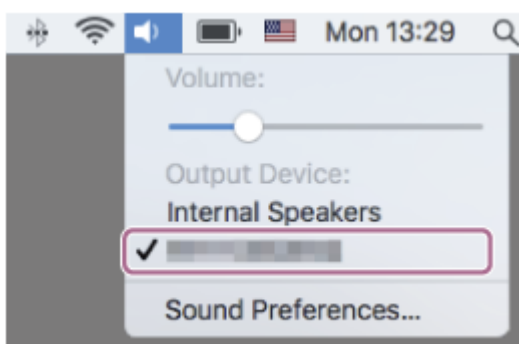 Mon 13:29
Volume:
Output Device:
Internal Speakers
Sound Preferences...